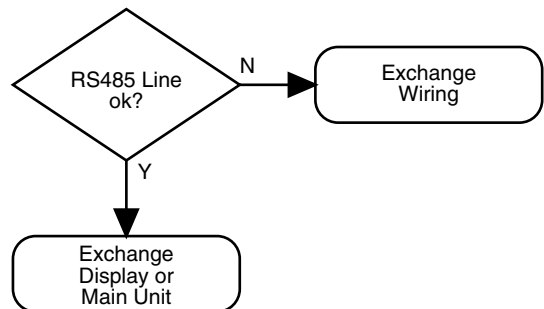 RS485 Line
ok?
N
Exchange
Wiring
Y
Exchange
Display or
Main Unit